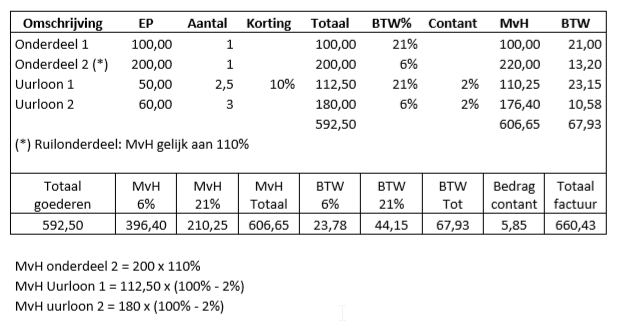 Omschrijving EP Aantal Korting Totaal BTW% Contant MvH BTW
Onderdeel 1 100,00 1 100,00 21% 100,00 21,00
Onderdeel 2 (*) 200,00 1 200,00 6% 220,00 13,20
Uurloon 1 50,00 2,5 10% 112,50 21% 2% 110,25 23,15
Uurloon 2 60,00 3 180,00 6% 2% 176,40 10,58
592,50 606,65 67,93
(*) Ruilonderdeel: MvH gelijk aan 110%
Totaal MvH MvH MvH BTW BTW BTW Bedrag Totaal
goederen 6% 21% Totaal 6% 21% Tot contant factuur
592,50 396,40 210,25 606,65 23,78 44,15 67,93 5,85 660,43
MvH onderdeel 2 = 200 x 110%
MvH Uurloon 1 = 112,50 x (100% - 2%)
MvH uurloon 2 = 180 x (100% - 2%)